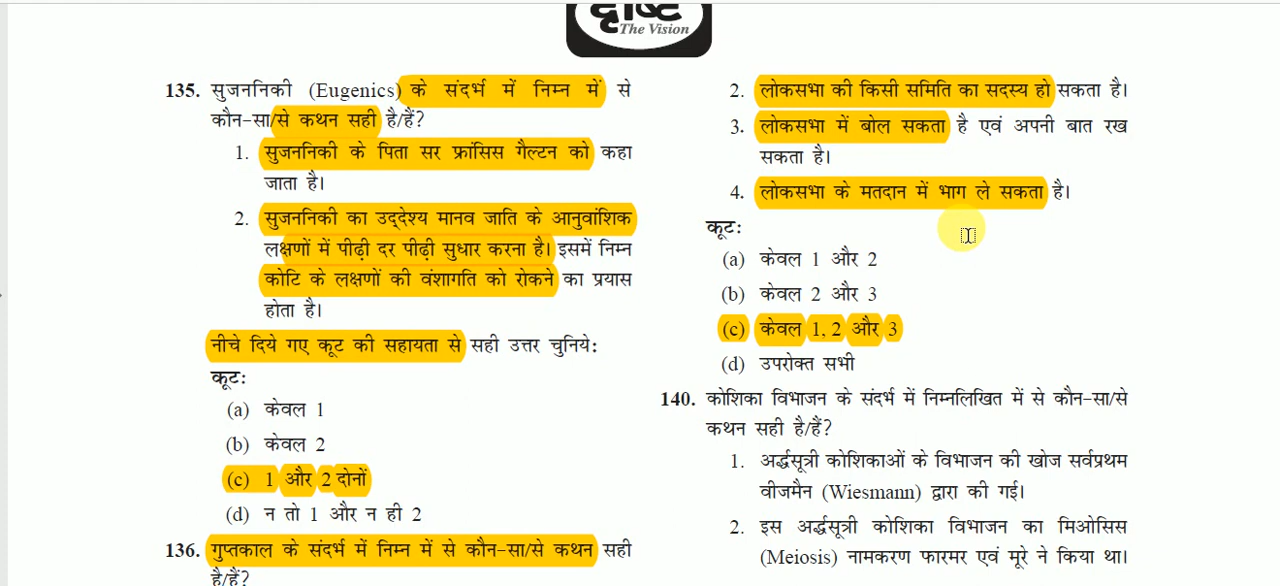 दृष्टि
The Vision
135. सुजननिकी (Eugenics) के संदर्भ में निम्न में से
कौन-सा/से कथन सही है/हैं?
1. सुजननिकी के पिता सर फ्रांसिस गैल्टन को कहा
जाता है।
2. सुजननिकी का उद्देश्य मानव जाति के आनुवांशिक
लक्षणों में पीढ़ी दर पीढ़ी सुधार करना है। इसमें निम्न
कोटि के लक्षणों की वंशागति को रोकने का प्रयास
होता है।
नीचे दिये गए कूट की सहायता से सही उत्तर चुनिये:
कूटः
(a) केवल 1
(b) केवल 2
(c) 1 और 2 दोनों
(d) न तो 1 और न ही 2
136. गुप्तकाल के संदर्भ में निम्न में से कौन-सा/से कथन सही
है/हैं?
2. लोकसभा की किसी समिति का सदस्य हो सकता है।
3. लोकसभा में बोल सकता है एवं अपनी बात रख
सकता है।
4. लोकसभा के मतदान में भाग ले सकता है।
कूटः
(a) केवल 1 और 2
(b) केवल 2 और 3
(c) केवल 1, 2 और 3
(d) उपरोक्त सभी
140. कोशिका विभाजन के संदर्भ में निम्नलिखित में से कौन-सा/से
कथन सही है/हैं?
1. अर्द्धसूत्री कोशिकाओं के विभाजन की खोज सर्वप्रथम
वीजमैन (Wiesmann) द्वारा की गई।
2. इस अर्द्धसूत्री कोशिका विभाजन का मिओसिस
(Meiosis) नामकरण फारमर एवं मूरे ने किया था।